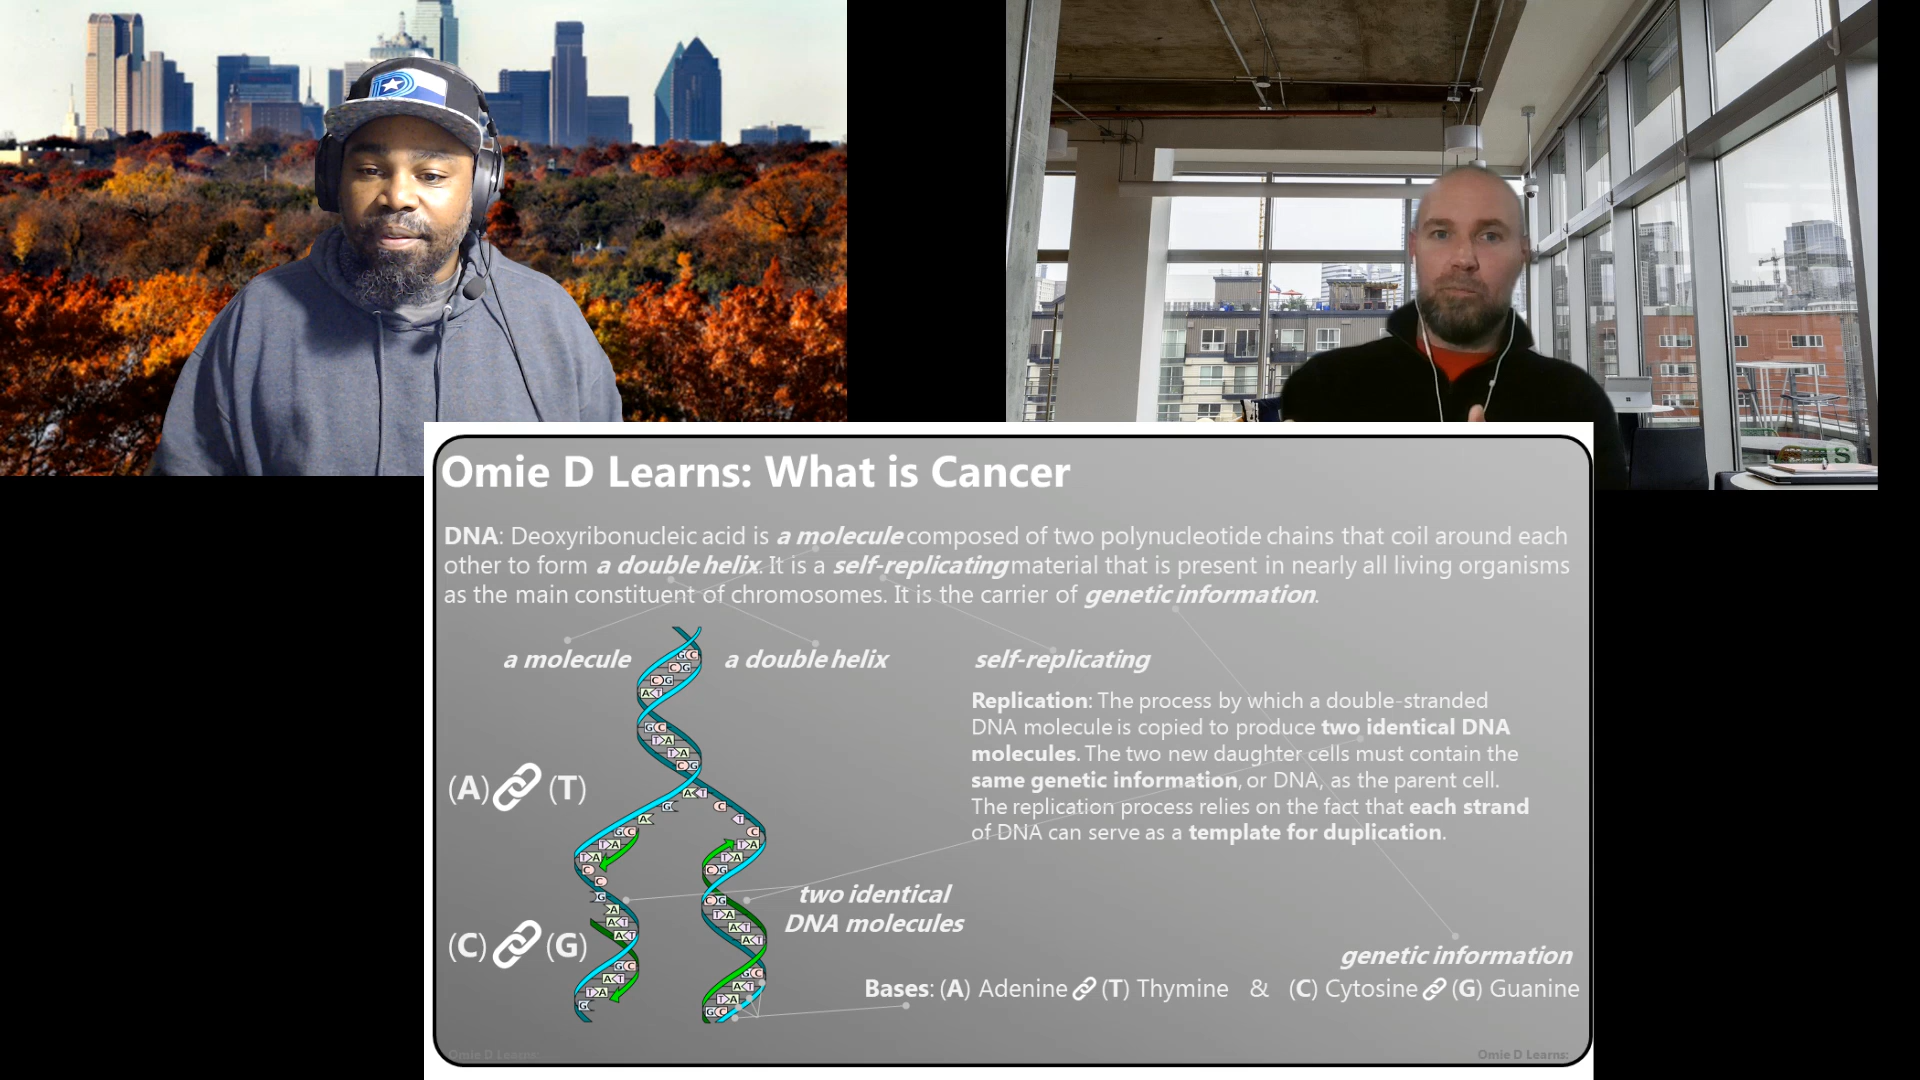 Omie D Learns: What is Cancer
DNA: Deoxyribonucleic acid is a molecule composed of two polynucleotide chains that coil around each
other to form a double helix. It is a self-replicating material that is present in nearly all living organisms
as the main constituent of chromosomes. It is the carrier of genetic information.
a molecule
a double helix
self-replicating
Replication: The process by which a double-stranded
DNA molecule is copied to produce two identical DNA
molecules. The two new daughter cells must contain the
same genetic information, or DNA, as the parent cell.
The replication process relies on the fact that each strand
of DNA can serve as a template for duplication.
(A) (T)
two identical
DNA molecules
(C) (G)
genetic information
Bases: (A) Adenine (T) Thymine & (C) Cytosine (G) Guanine
Omie D Learns:
Omie D Learns: